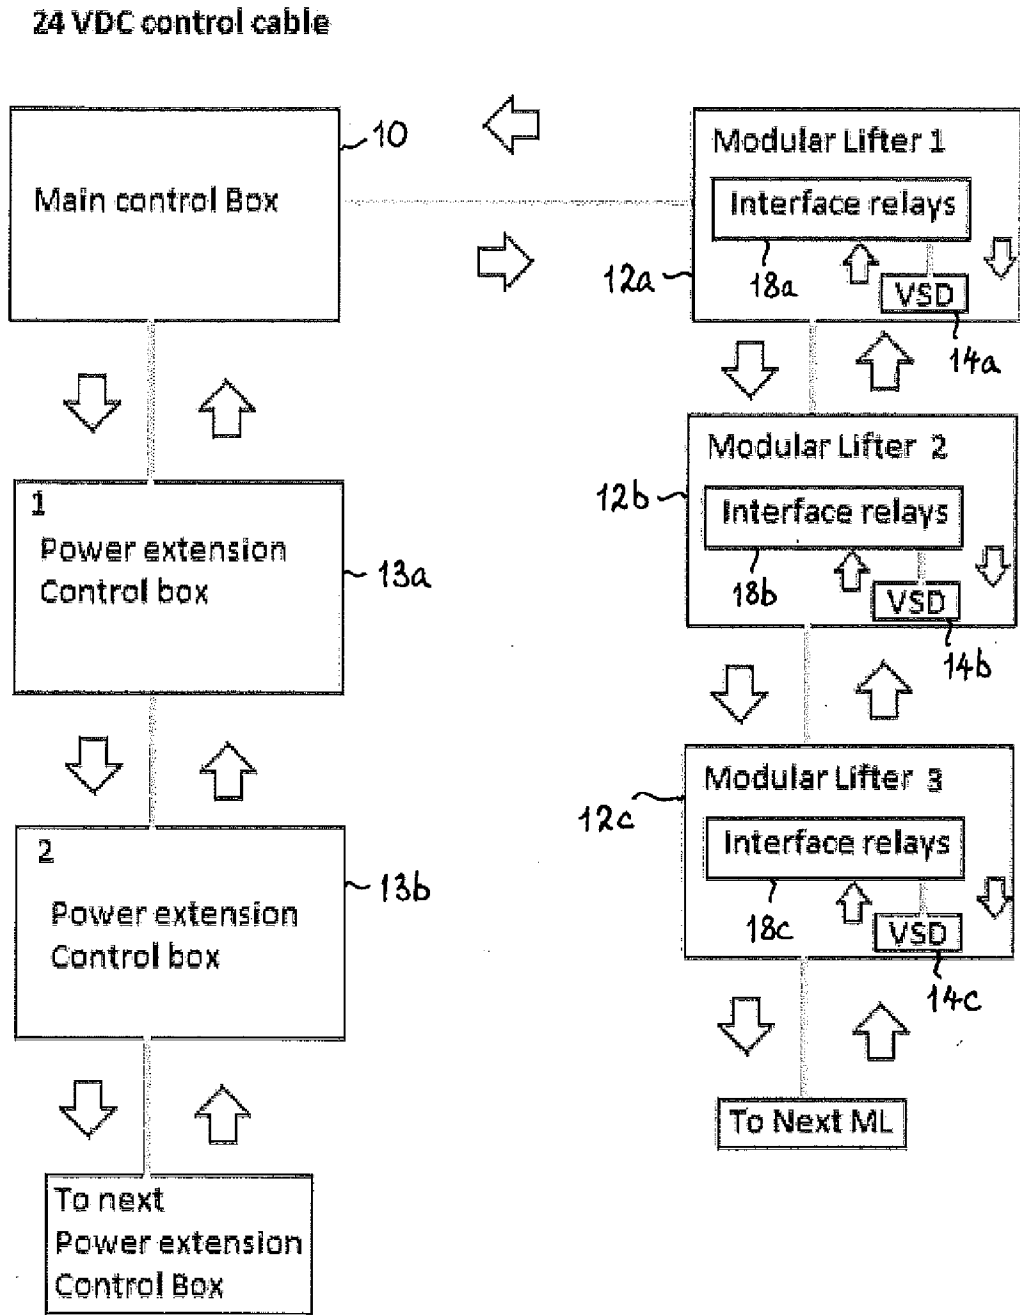 24 VDC control cable
Main control Box
10
1
Power extension
Control box
13a
2
Power extension
Control box
13b
To next
Power extension
Control Box
Modular Lifter 1
Interface relays
12a
18a
VSD
14a
Modular Lifter 2
12b
Interface relays
18b
VSD
14b
Modular Lifter 3
12c
Interface relays
18c
VSD
14c
To Next ML